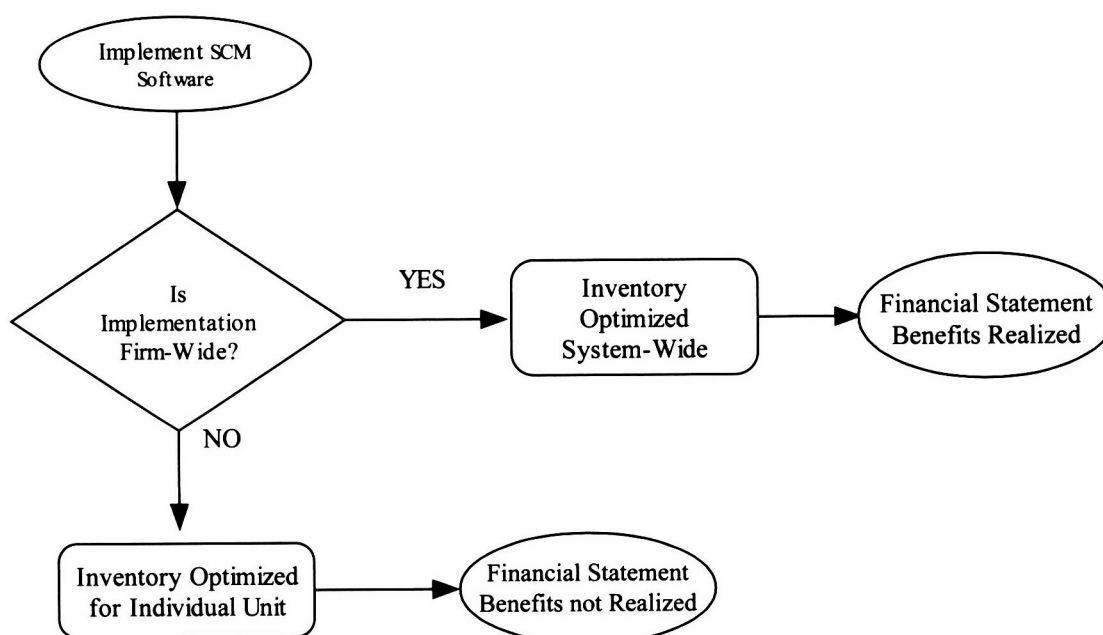 Implement SCM
Software
Is
Implementation
Firm-Wide?
YES
Inventory
Optimized
System-Wide
Financial Statement
Benefits Realized
NO
Inventory Optimized
for Individual Unit
Financial Statement
Benefits not Realized